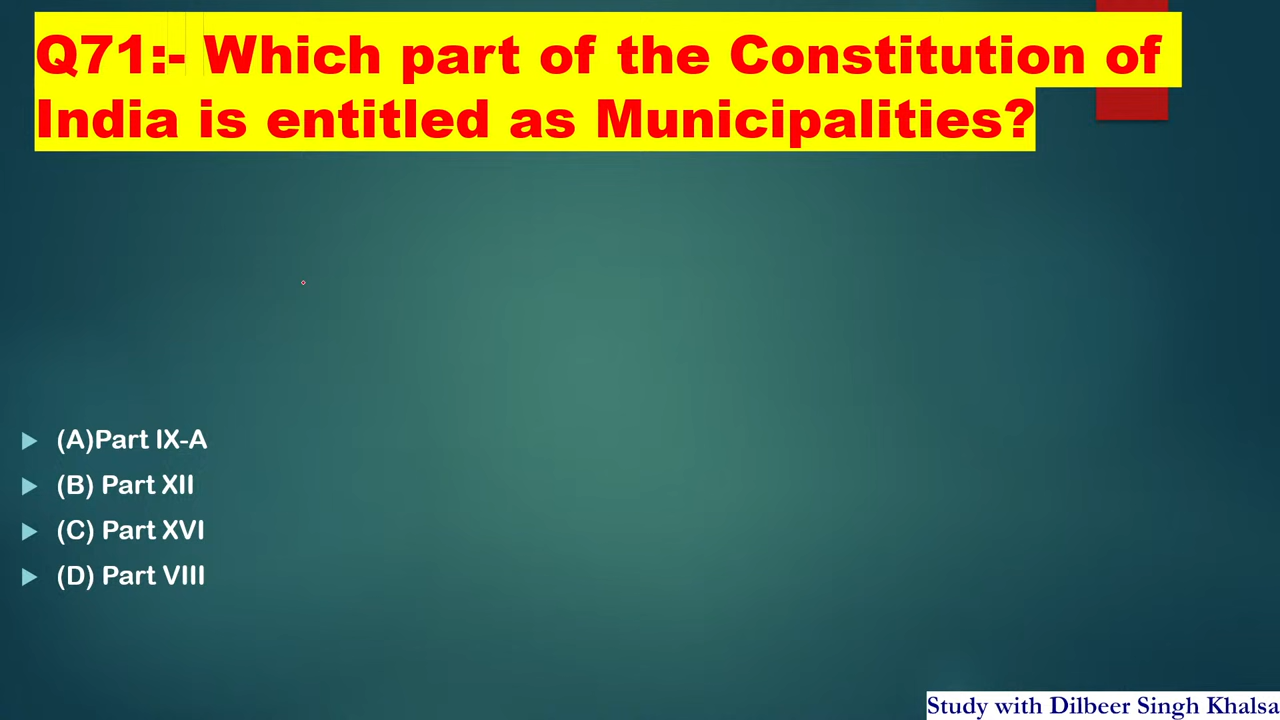 Q71:- Which part of the Constitution of
India is entitled as Municipalities?
(A)Part IX-A
(B) Part XII
(C) Part XVI
(D) Part VIII
Study with Dilbeer Singh Khalsa